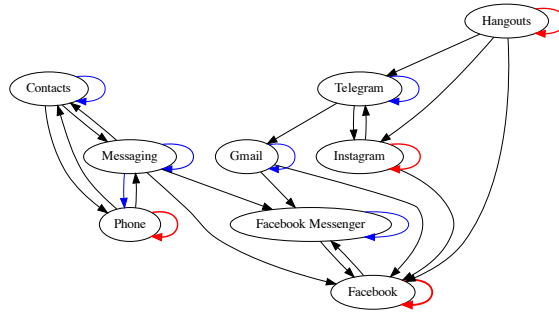 Hangouts
Contacts
Telegram
Messaging
Gmail
Instagram
Phone
Facebook Messenger
Facebook